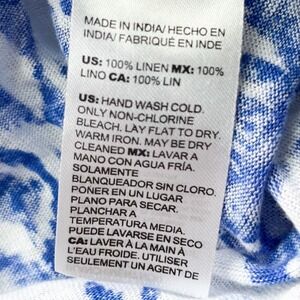 MADE IN INDIA/ HECHO EN
INDIA/ FABRIQUÉ EN INDE
US: 100% LINEN MX: 100%
LINO CA: 100% LIN
US: HAND WASH COLD.
ONLY NON-CHLORINE
BLEACH. LAY FLAT TO DRY.
WARM IRON. MAY BE DRY
CLEANED MX: LAVAR A
MANO CON AGUA FRÍA.
SOLAMENTE
BLANQUEADOR SIN CLORO.
PONER EN UN LUGAR
PLANO PARA SECAR.
PLANCHAR A
TEMPERATURA MEDIA.
PUEDE LAVARSE EN SECO
CA: LAVER À LA MAIN À
L'EAU FROIDE. UTILISER
SEULEMENT UN AGENT DE